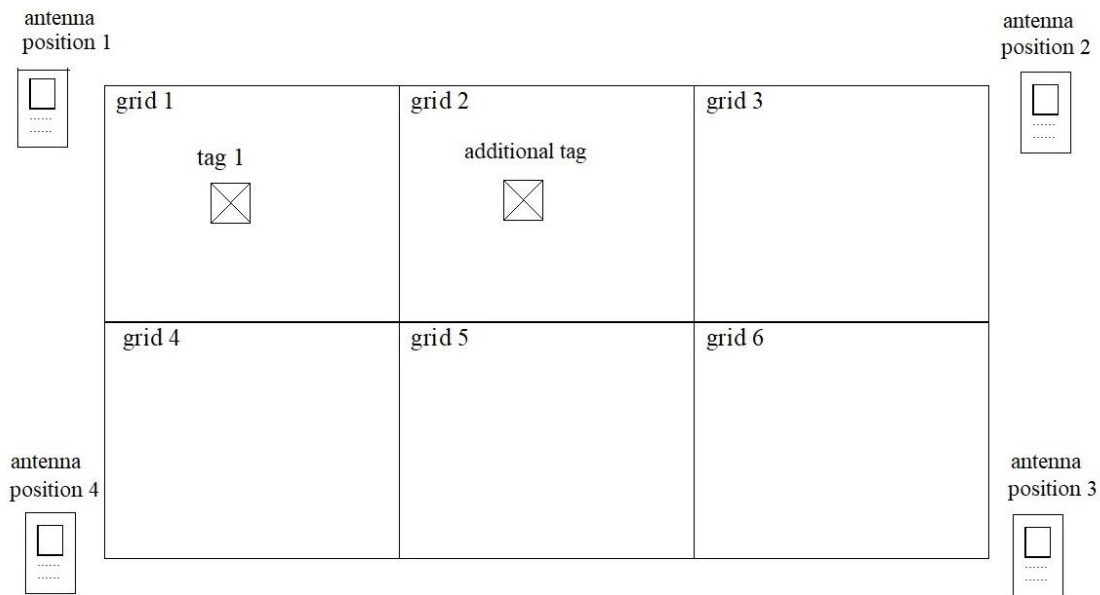 antenna
position 1
antenna
position 2
grid 1
grid 2
grid 3
tag 1
additional tag
grid 4
grid 5
grid 6
antenna
position 4
antenna
position 3